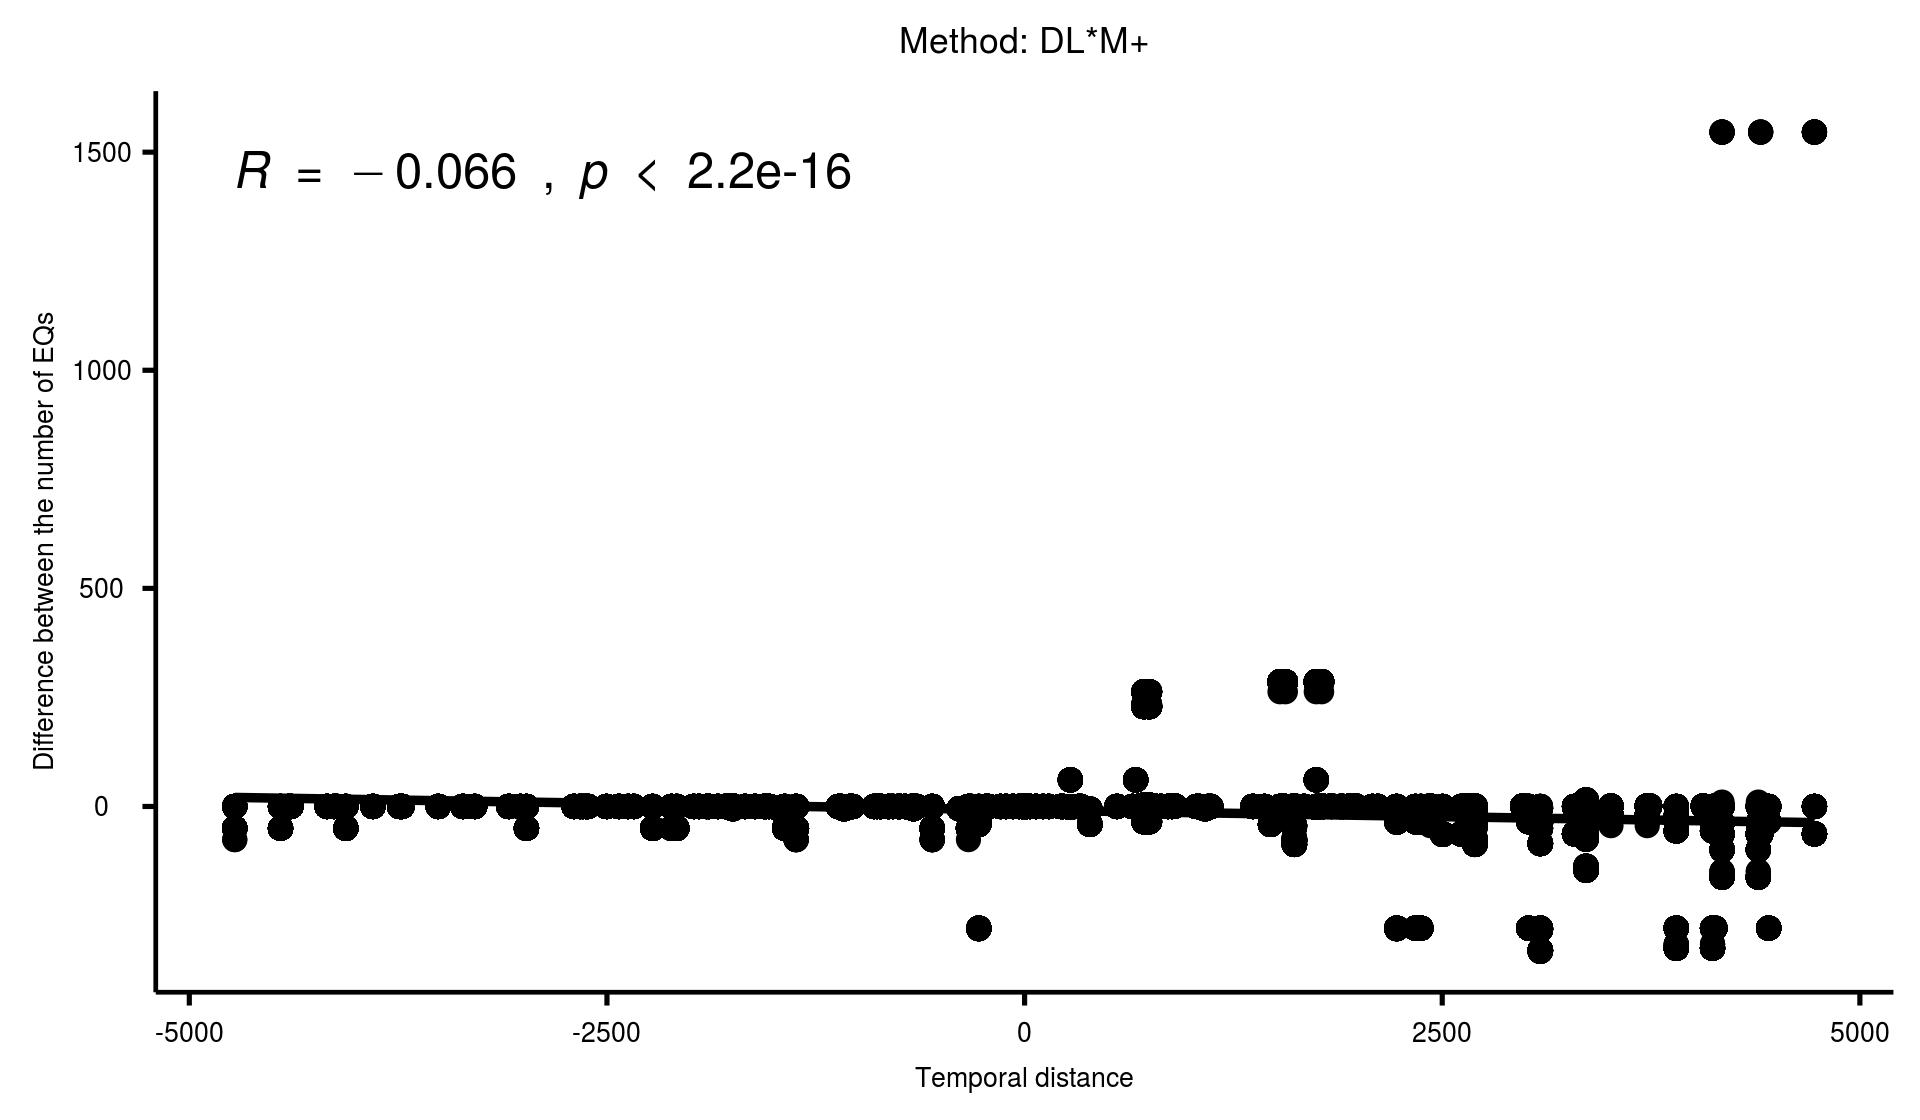 Method: DL*M+
R = −0.066 , p < 2.2e-16
1500
1000
500
0
Difference between the number of EQs
-5000 -2500 0 2500 5000
Temporal distance